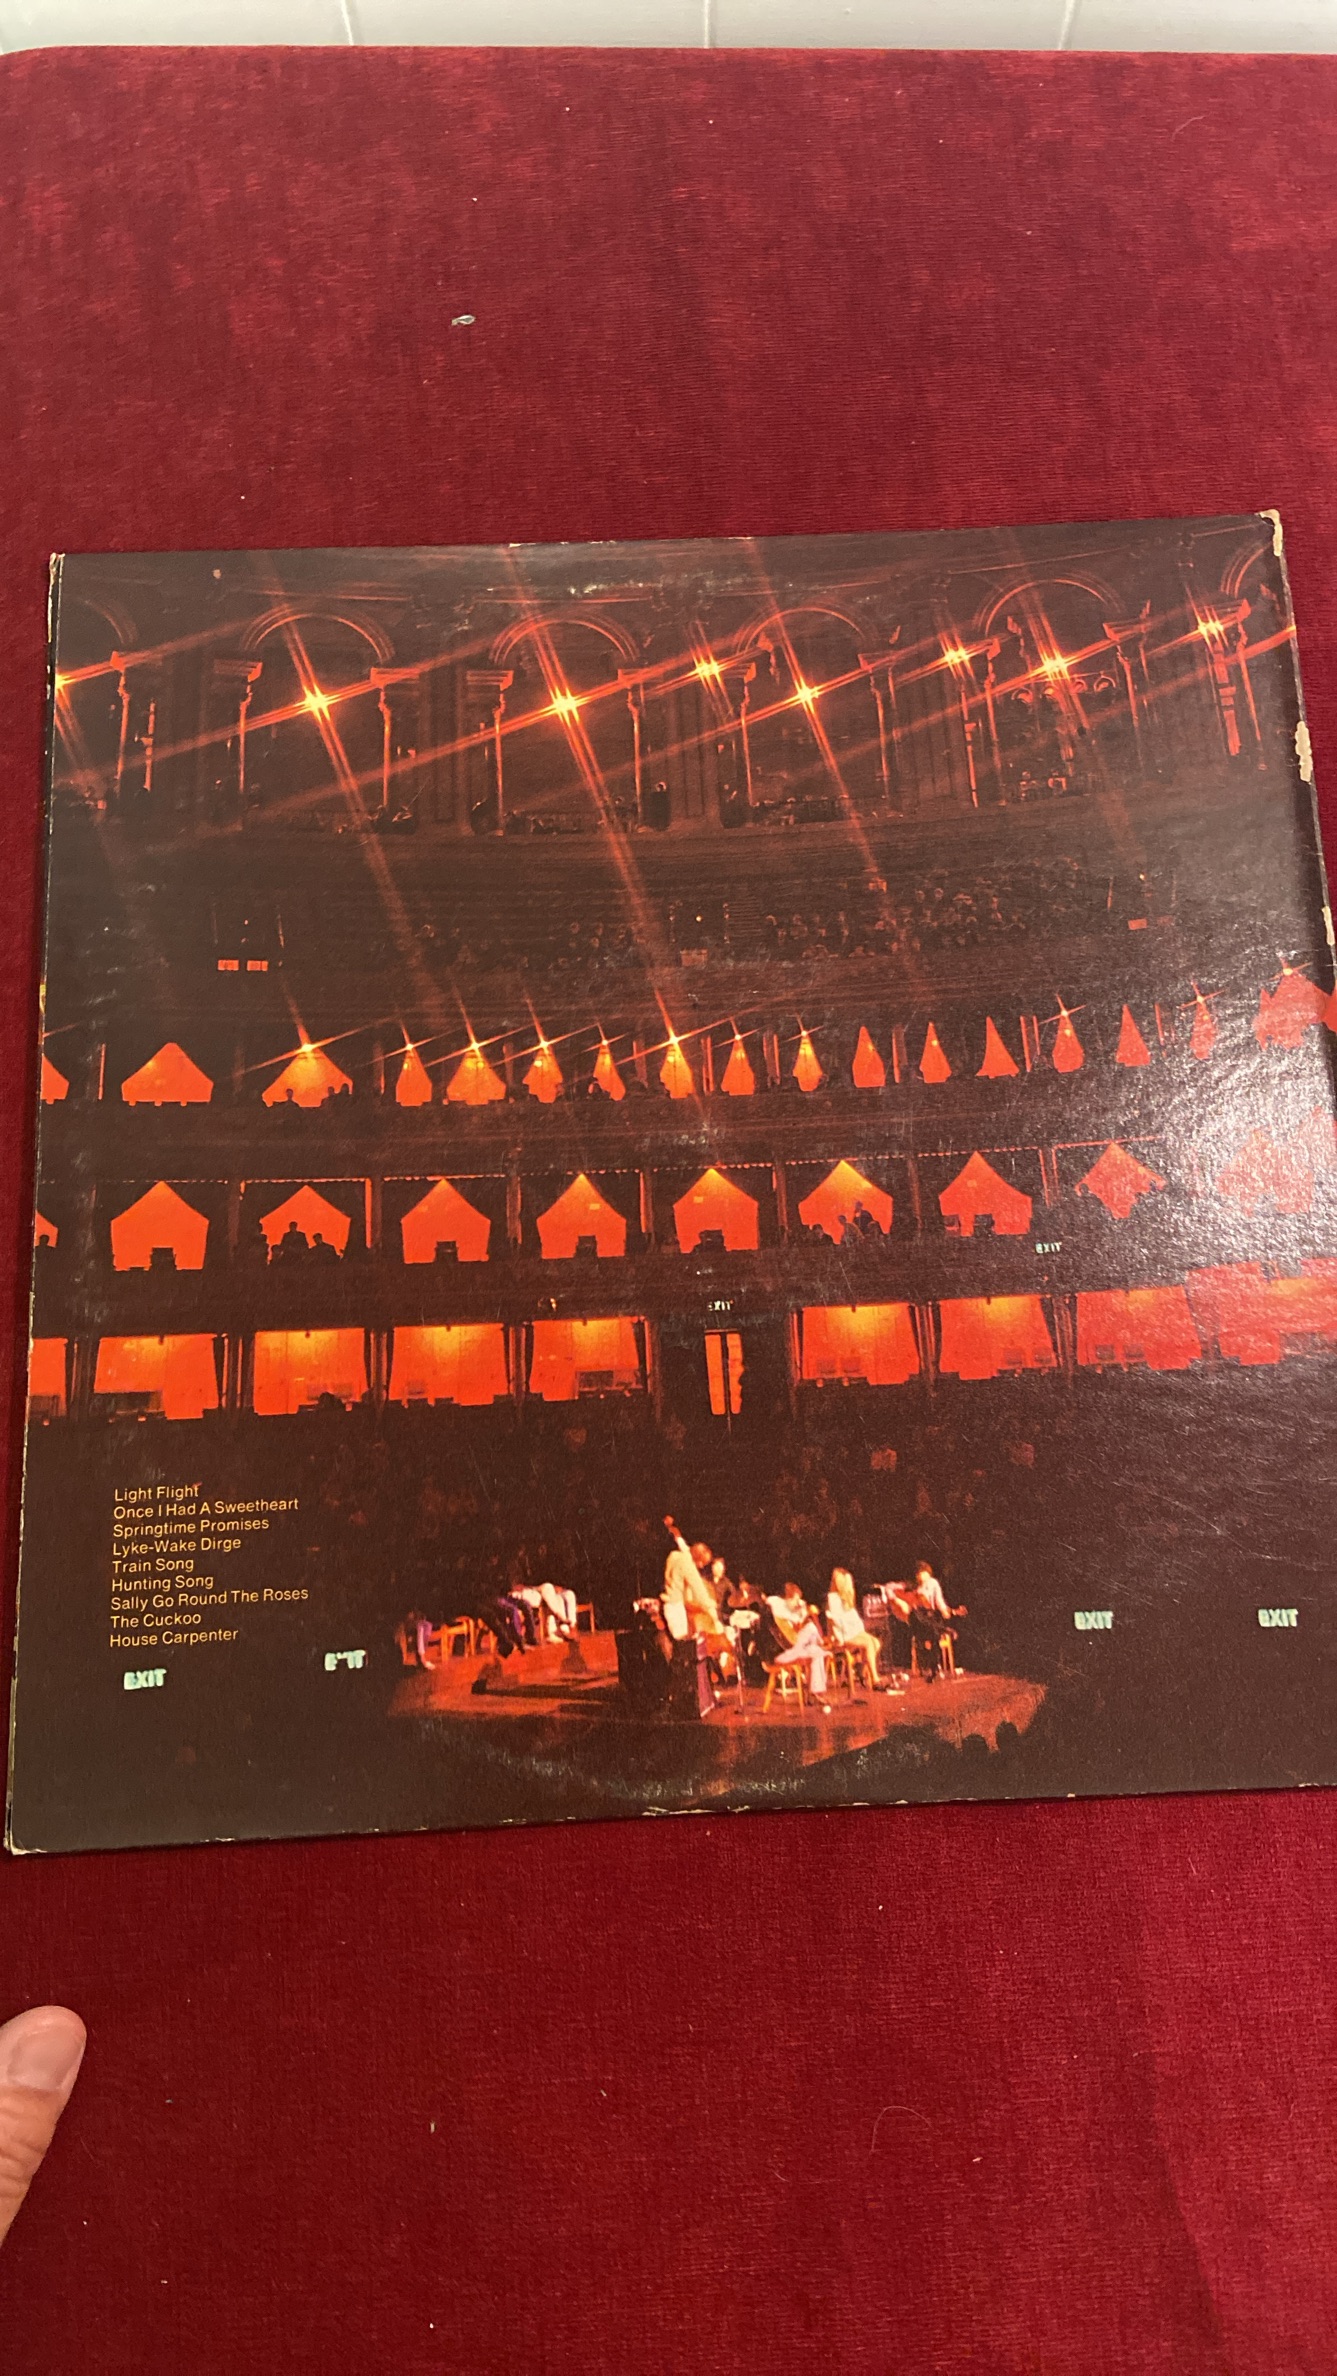 EXIT
EXIT
Light Flight
Once I Had A Sweetheart
Springtime Promises
Lyke-Wake Dirge
Train Song
Hunting Song
Sally Go Round The Roses
The Cuckoo
House Carpenter
EXIT
EXIT
EXIT
EXIT